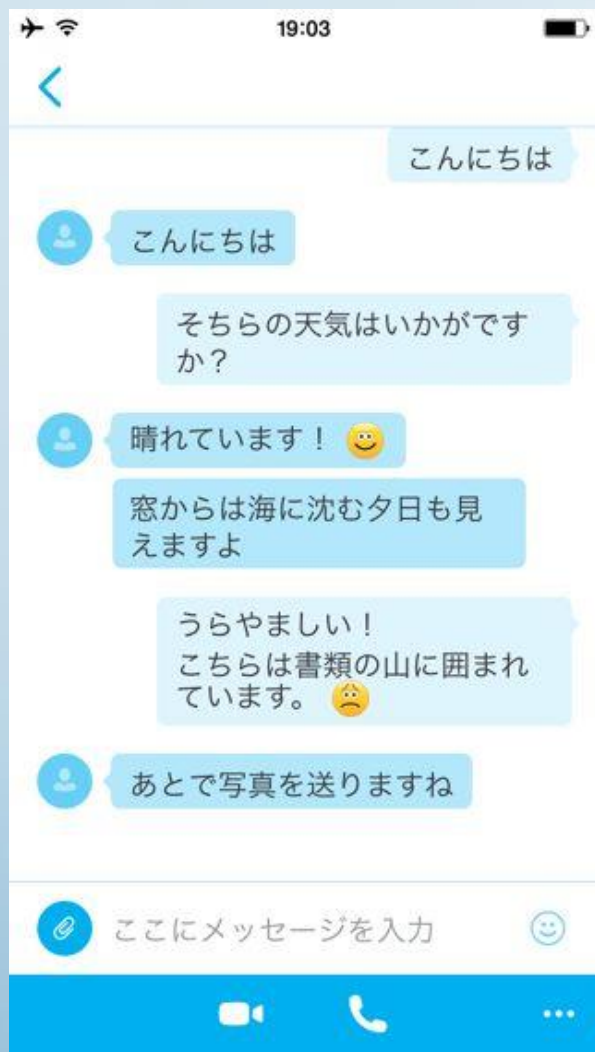 19:03
こんにちは
こんにちは
そちらの天気はいかがです
か？
晴れています！
窓からは海に沈む夕日も見
えますよ
うらやましい！
こちらは書類の山に囲まれ
ています。
あとで写真を送りますね
ここにメッセージを入力